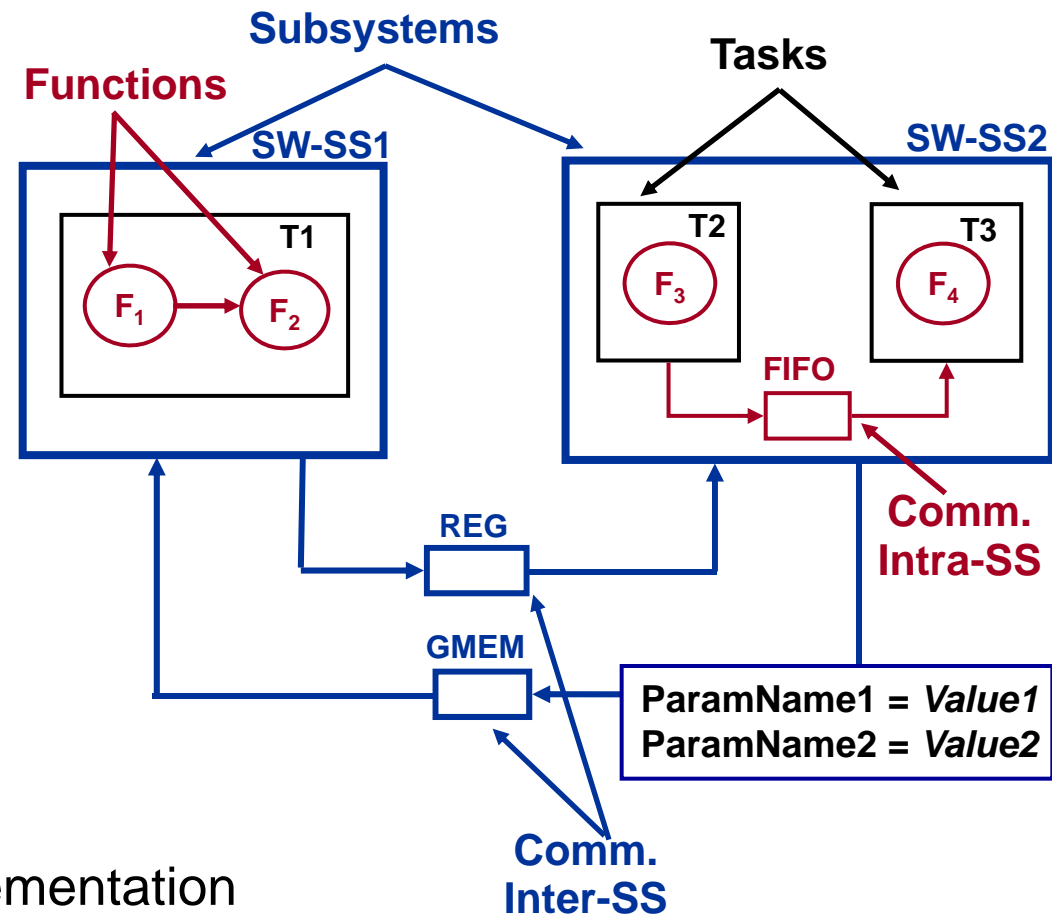 Subsystems
Tasks
Functions
SW-SS1
SW-SS2
T1
T2
T3
F1
F2
F3
F4
FIFO
Comm.
Intra-SS
REG
GMEM
ParamName1 = Value1
ParamName2 = Value2
Comm.
Inter-SS
ementation